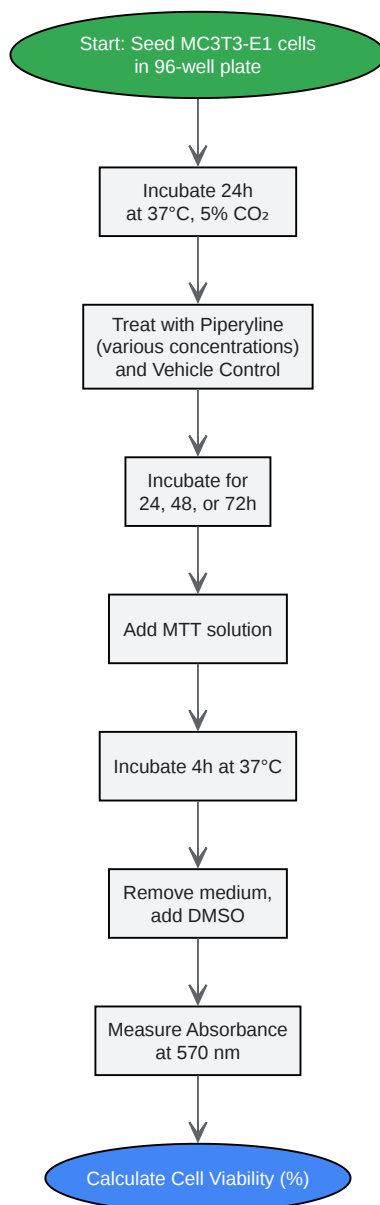 Start: Seed MC3T3-E1 cells
in 96-well plate
Incubate 24h
at 37°C, 5% CO₂
Treat with Piperyline
(various concentrations)
and Vehicle Control
Incubate for
24, 48, or 72h
Add MTT solution
Incubate 4h at 37°C
Remove medium,
add DMSO
Measure Absorbance
at 570 nm
Calculate Cell Viability (%)